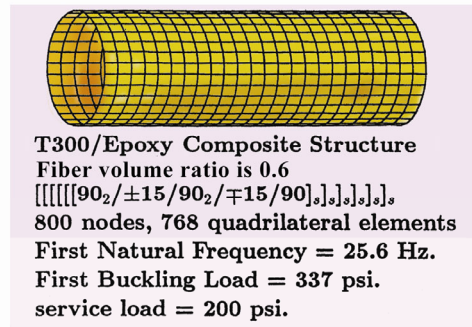 T300/Epoxy Composite Structure
Fiber volume ratio is 0.6
[[[[[[90₂/±15/90₂/∓15/90]ₛ]ₛ]ₛ]ₛ]ₛ]ₛ
800 nodes, 768 quadrilateral elements
First Natural Frequency = 25.6 Hz.
First Buckling Load = 337 psi.
service load = 200 psi.